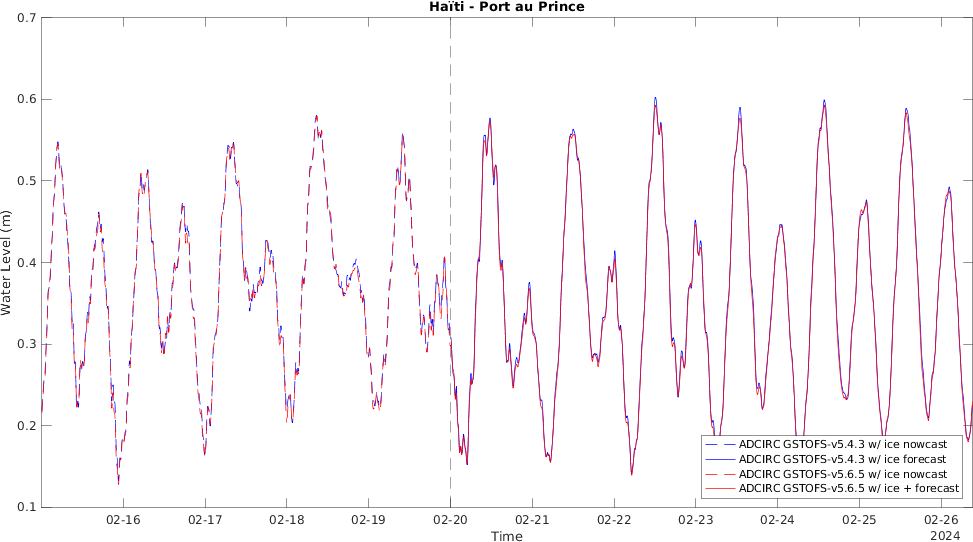 Haïti - Port au Prince
0.7
0.6
0.5
0.4
0.3
0.2
0.1
Water Level (m)
ADCIRC GSTOFS-v5.4.3 w/ ice nowcast
ADCIRC GSTOFS-v5.4.3 w/ ice forecast
ADCIRC GSTOFS-v5.6.5 w/ ice nowcast
ADCIRC GSTOFS-v5.6.5 w/ ice + forecast
02-16 02-17 02-18 02-19 02-20 02-21 02-22 02-23 02-24 02-25 02-26
Time
2024